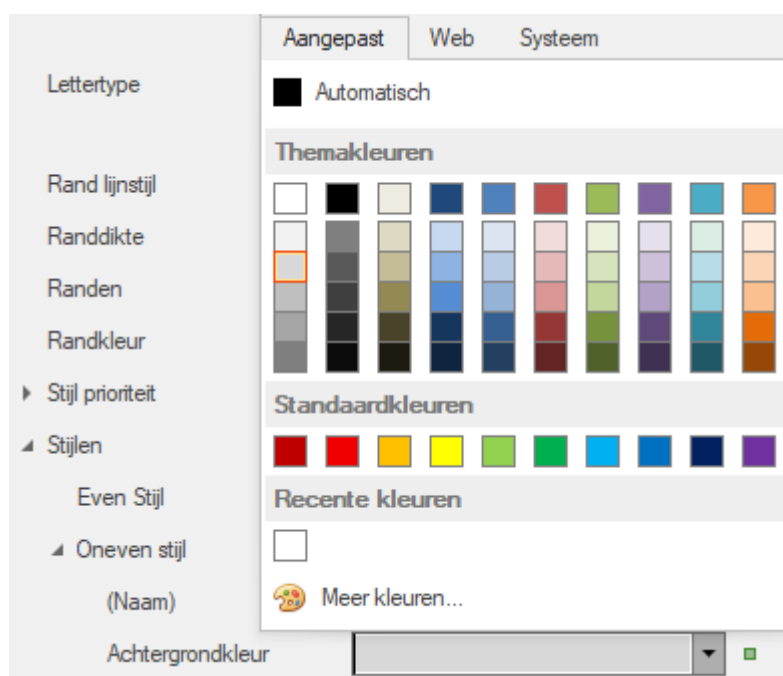 Aangepast Web Systeem
Lettertype
Automatisch
Themakleuren
Rand lijnstijl
Randdikte
Randen
Randkleur
Stijl prioriteit
Standaardkleuren
Stijlen
Even Stijl
Recente kleuren
Oneven stijl
(Naam)
Meer kleuren...
Achtergrondkleur